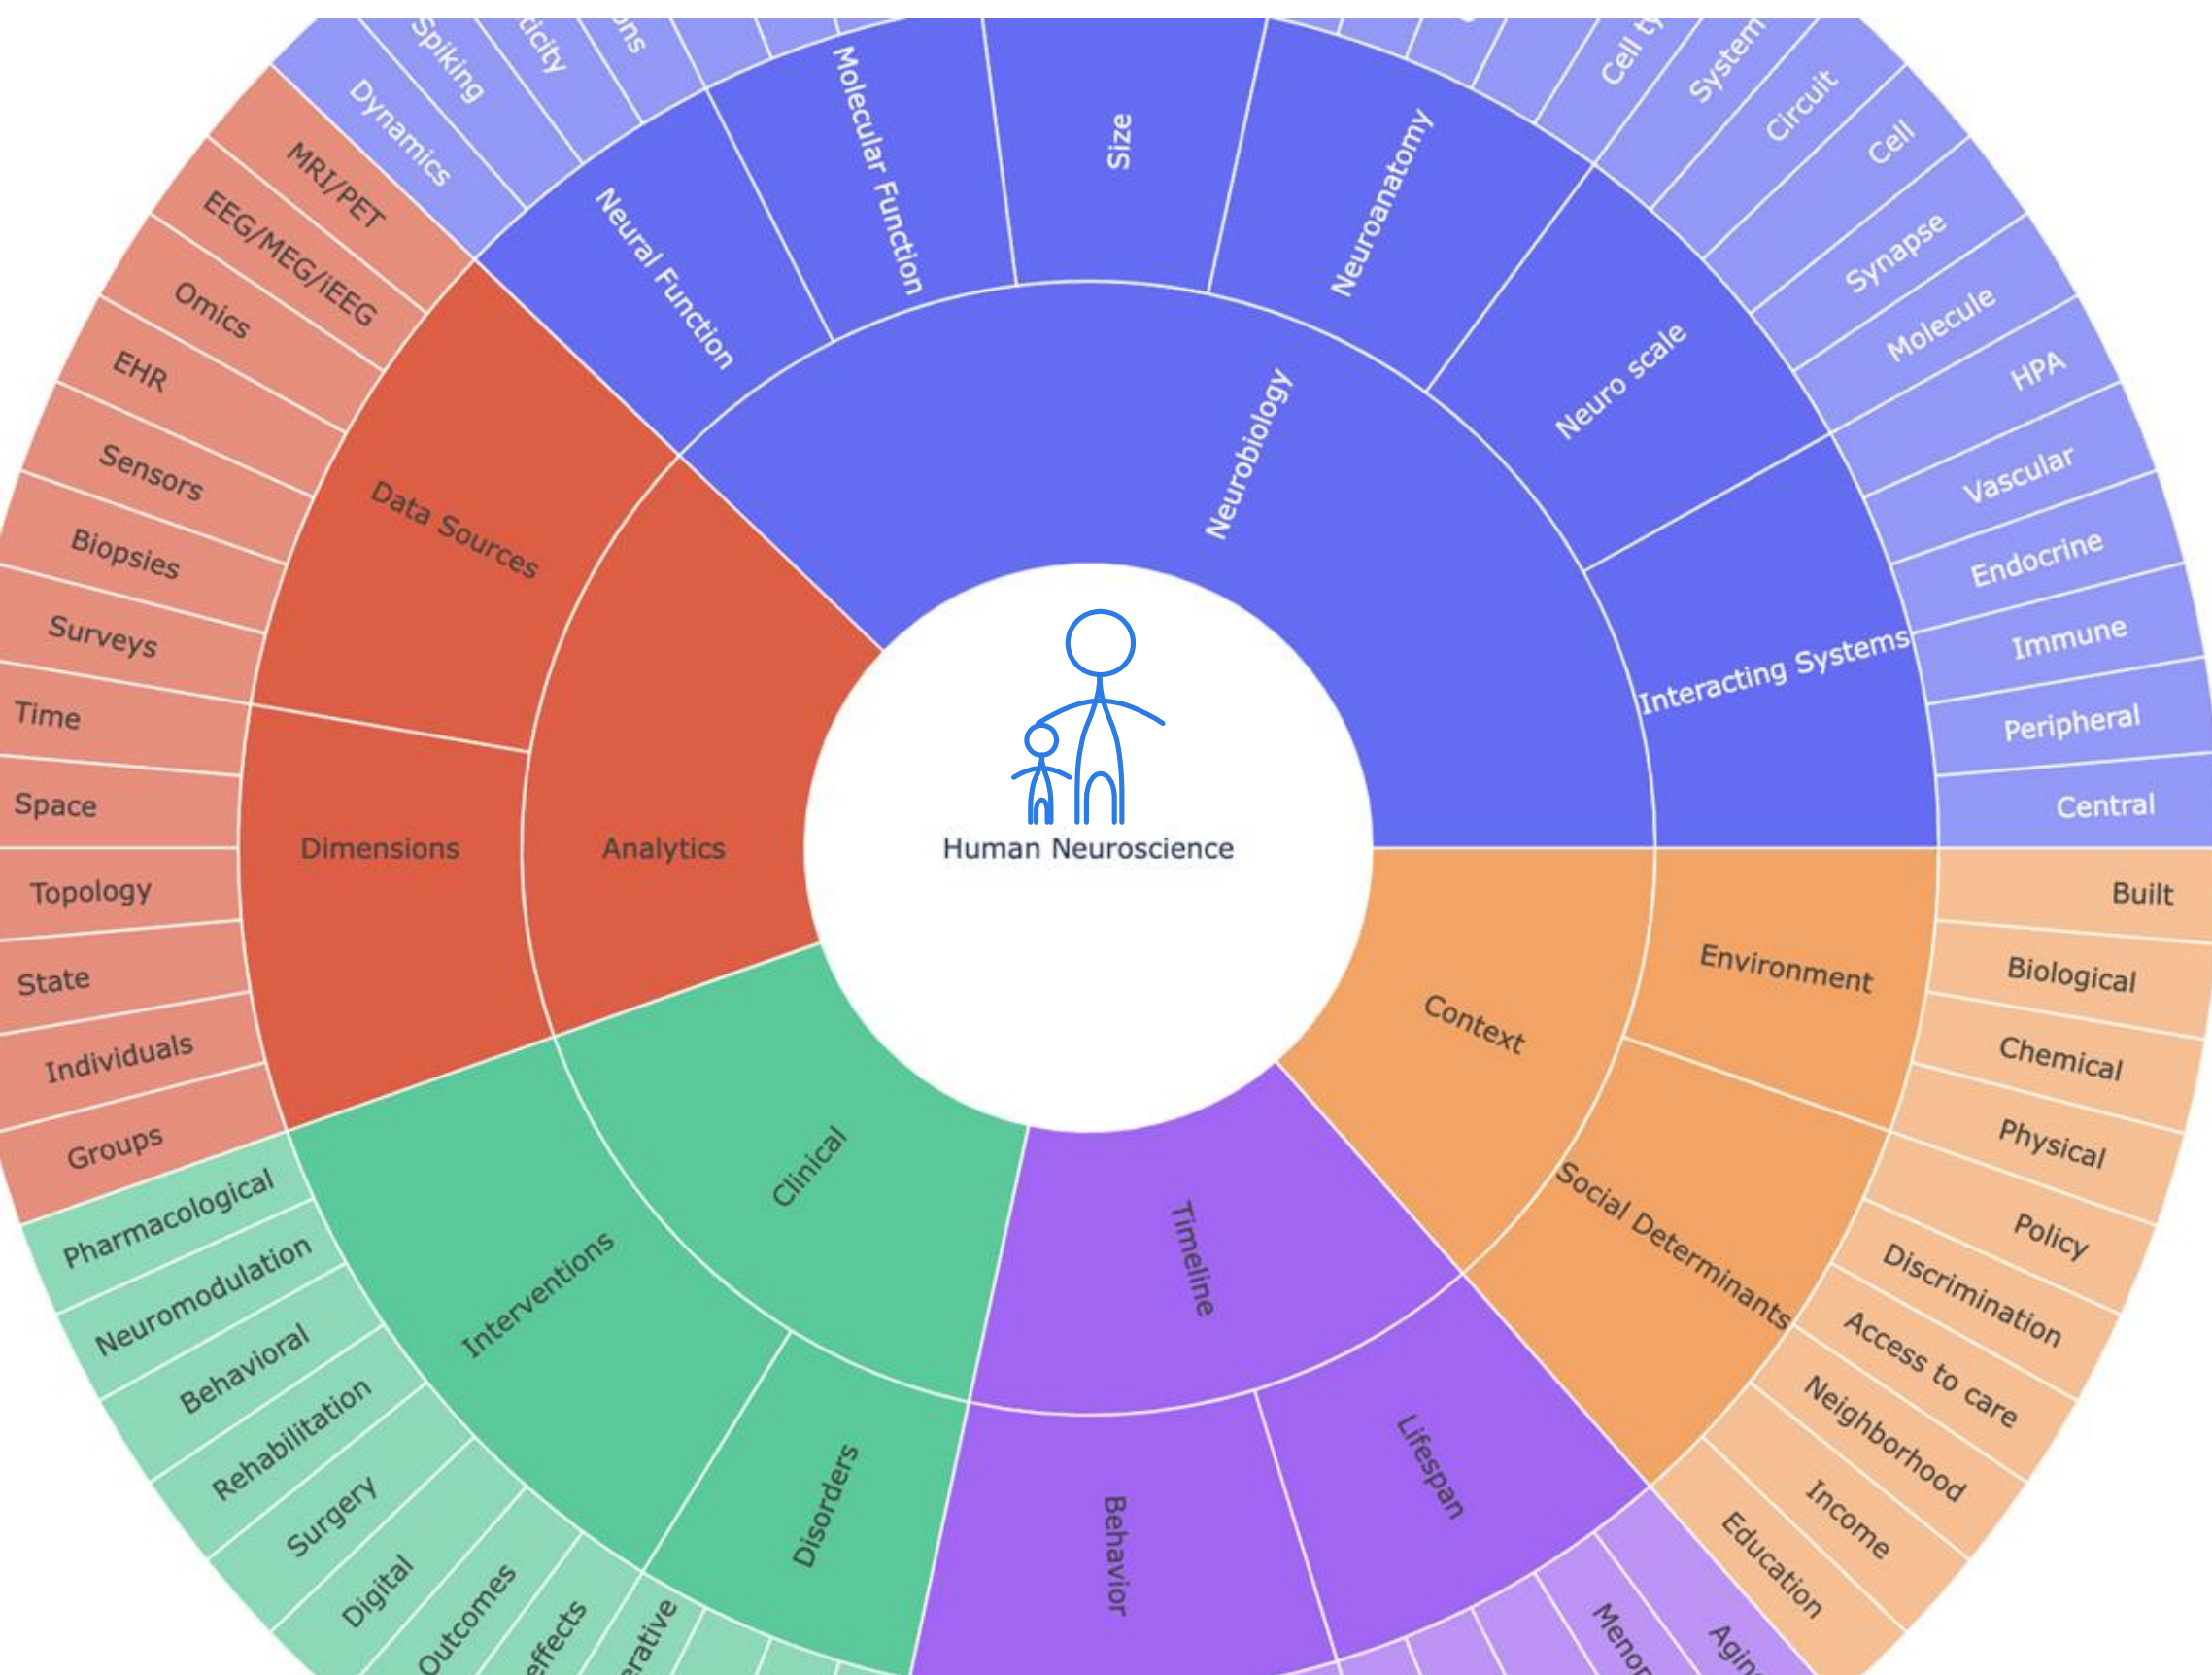 Human Neuroscience
Neurobiology
Neural Function
Molecular Function
Size
Neuroanatomy
Neuro scale
Interacting Systems
Dynamics
Spiking
System
Circuit
Cell
Synapse
Molecule
HPA
Vascular
Endocrine
Immune
Peripheral
Central
Context
Environment
Social Determinants
Built
Biological
Chemical
Physical
Policy
Discrimination
Access to care
Neighborhood
Income
Education
Timeline
Lifespan
Behavior
Clinical
Disorders
Interventions
Outcomes
effects
Digital
Surgery
Rehabilitation
Behavioral
Neuromodulation
Pharmacological
Analytics
Dimensions
Data Sources
Groups
Individuals
State
Topology
Space
Time
Surveys
Biopsies
Sensors
EHR
Omics
EEG/MEG/iEEG
MRI/PET